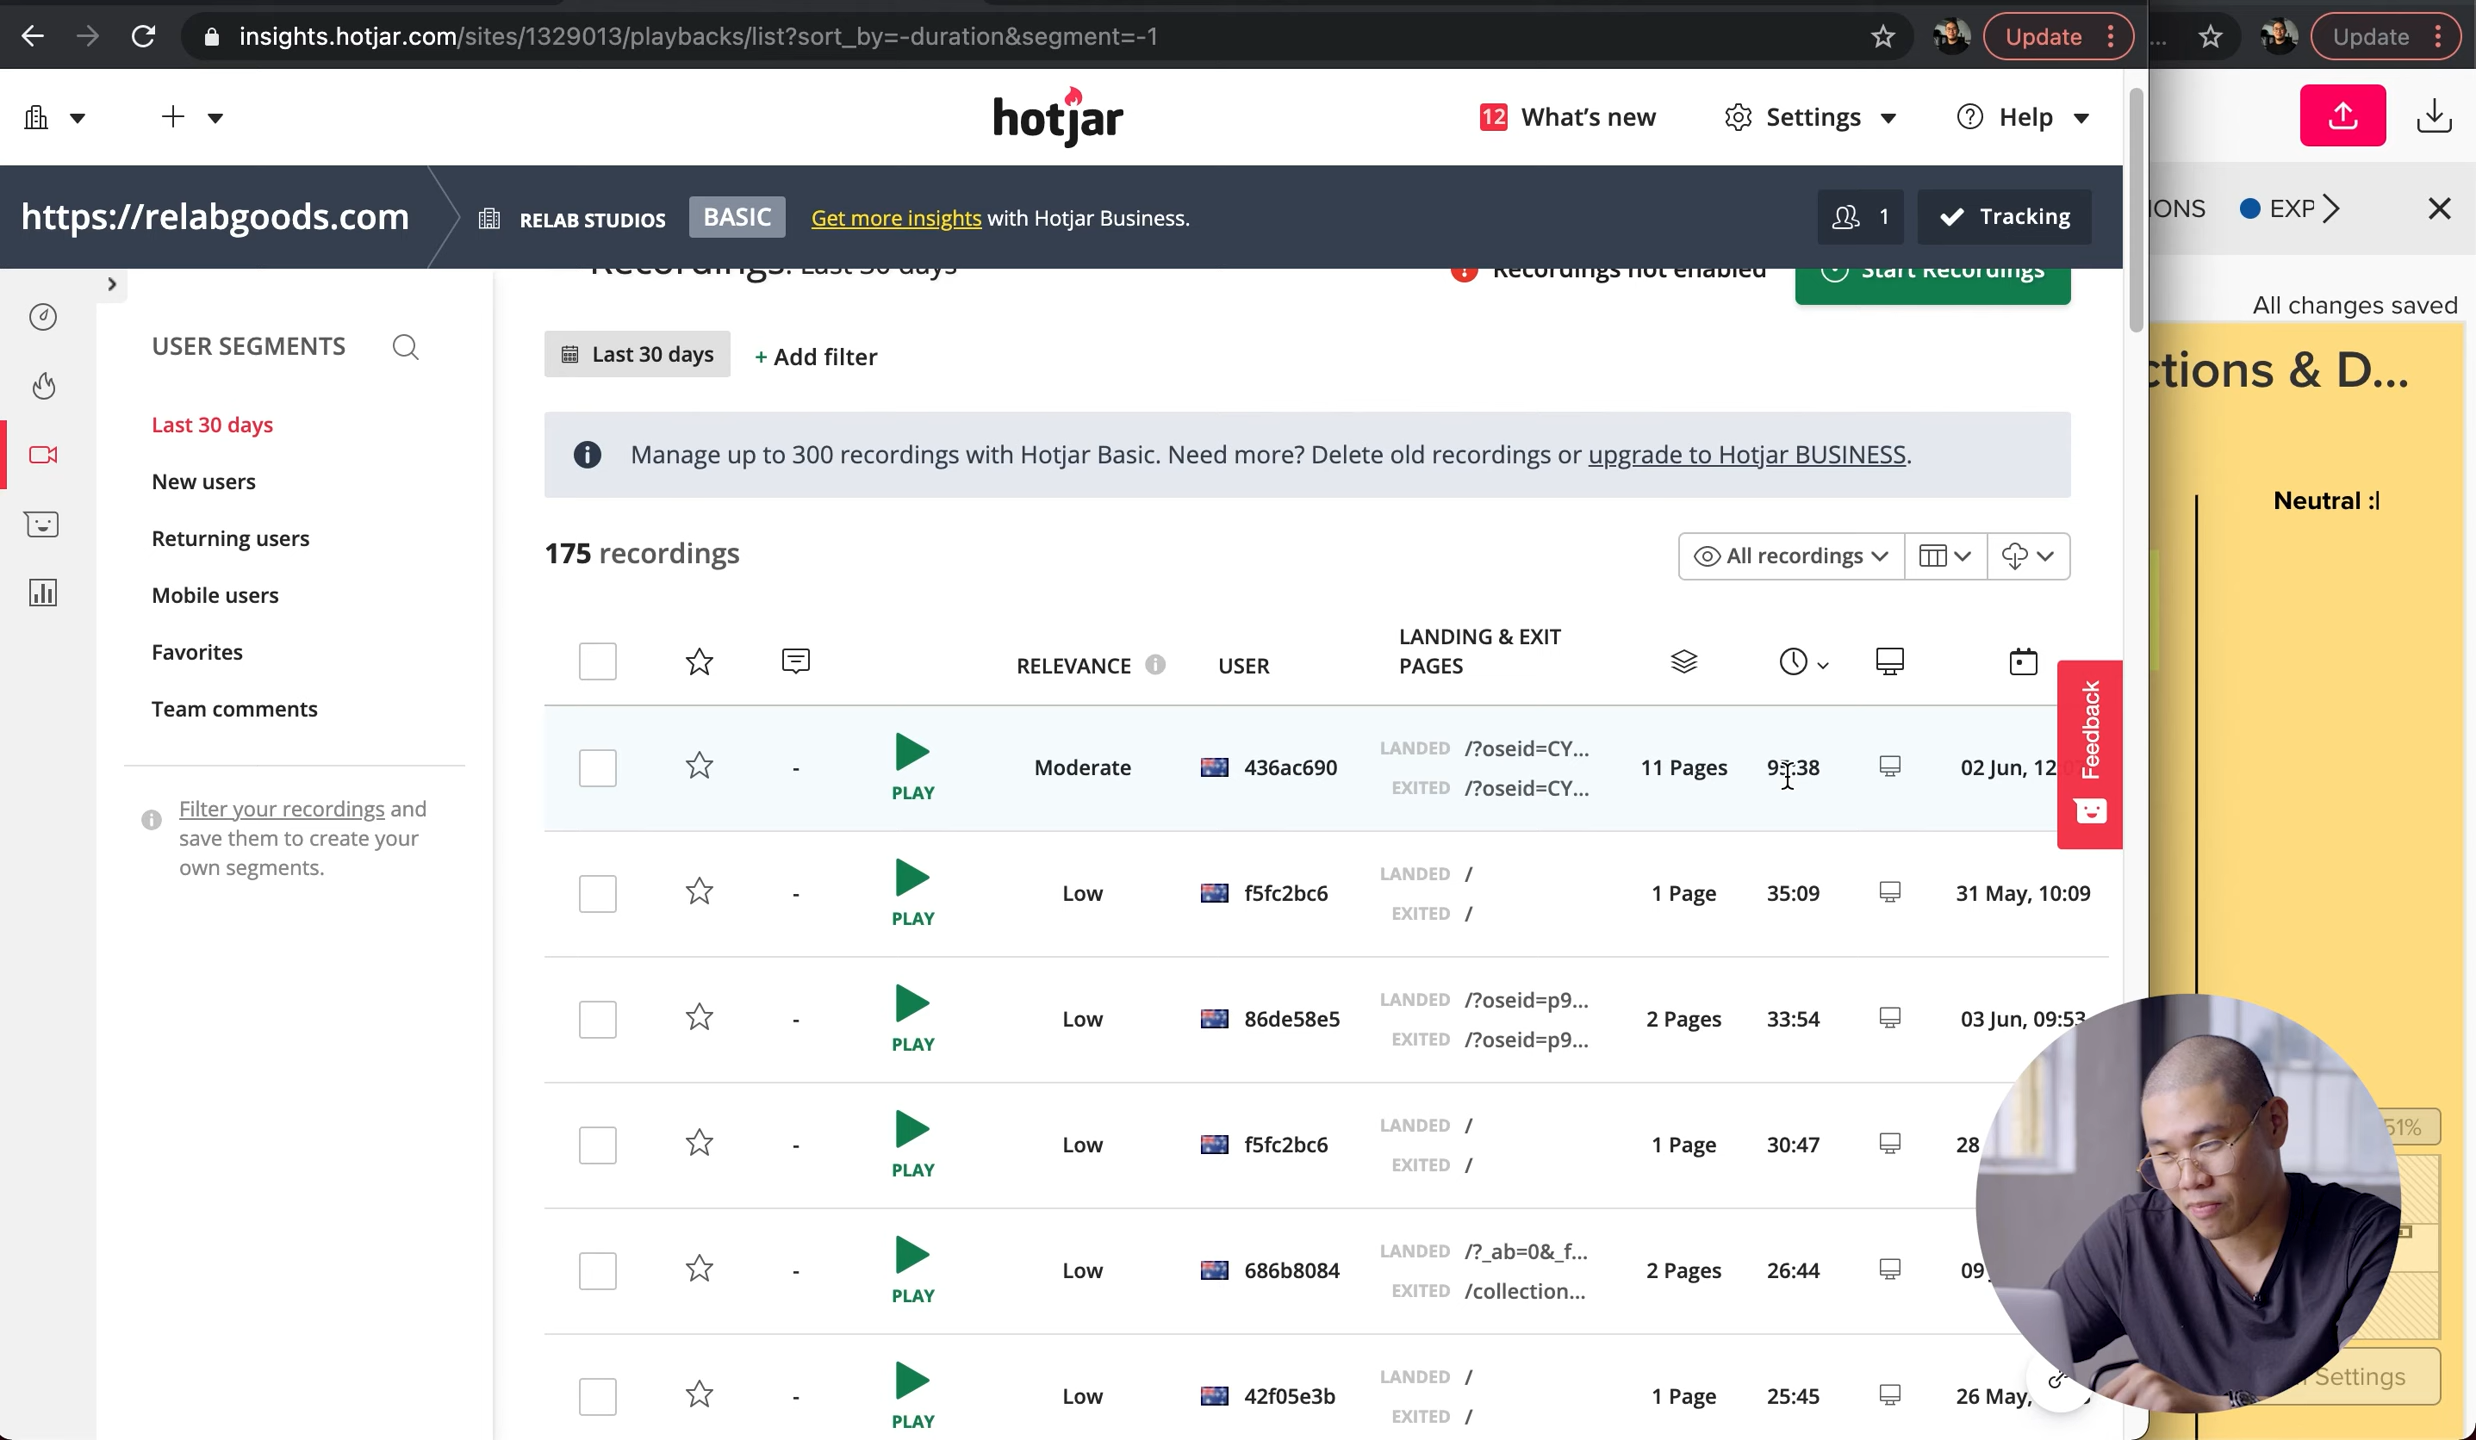 insights.hotjar.com/sites/1329013/playbacks/list?sort_by=-duration&segment=-1
Update
...
Update
hotjar
12 What's new
Settings
Help
https://relabgoods.com
RELAB STUDIOS
BASIC
Get more insights with Hotjar Business.
1
Tracking
IONS
EXP
All changes saved
ctions & D...
Neutral :|
Recordings: Last 30 days
Recordings not enabled
Start Recordings
USER SEGMENTS
Last 30 days
New users
Returning users
Mobile users
Favorites
Team comments
Filter your recordings and
save them to create your
own segments.
Last 30 days
+ Add filter
Manage up to 300 recordings with Hotjar Basic. Need more? Delete old recordings or upgrade to Hotjar BUSINESS.
175 recordings
All recordings
RELEVANCE
USER
LANDING & EXIT
PAGES
PLAY
Moderate
436ac690
LANDED /?oseid=CY...
EXITED /?oseid=CY...
11 Pages
02 Jun, 12
PLAY
Low
f5fc2bc6
LANDED /
EXITED /
1 Page
35:09
31 May, 10:09
PLAY
Low
86de58e5
LANDED /?oseid=p9...
EXITED /?oseid=p9...
2 Pages
33:54
03 Jun, 09:53
PLAY
Low
f5fc2bc6
LANDED /
EXITED /
1 Page
30:47
28
PLAY
Low
686b8084
LANDED /?_ab=0&_f...
EXITED /collection...
2 Pages
26:44
09
PLAY
Low
42f05e3b
LANDED /
EXITED /
1 Page
25:45
26 May,
Feedback
51%
Settings